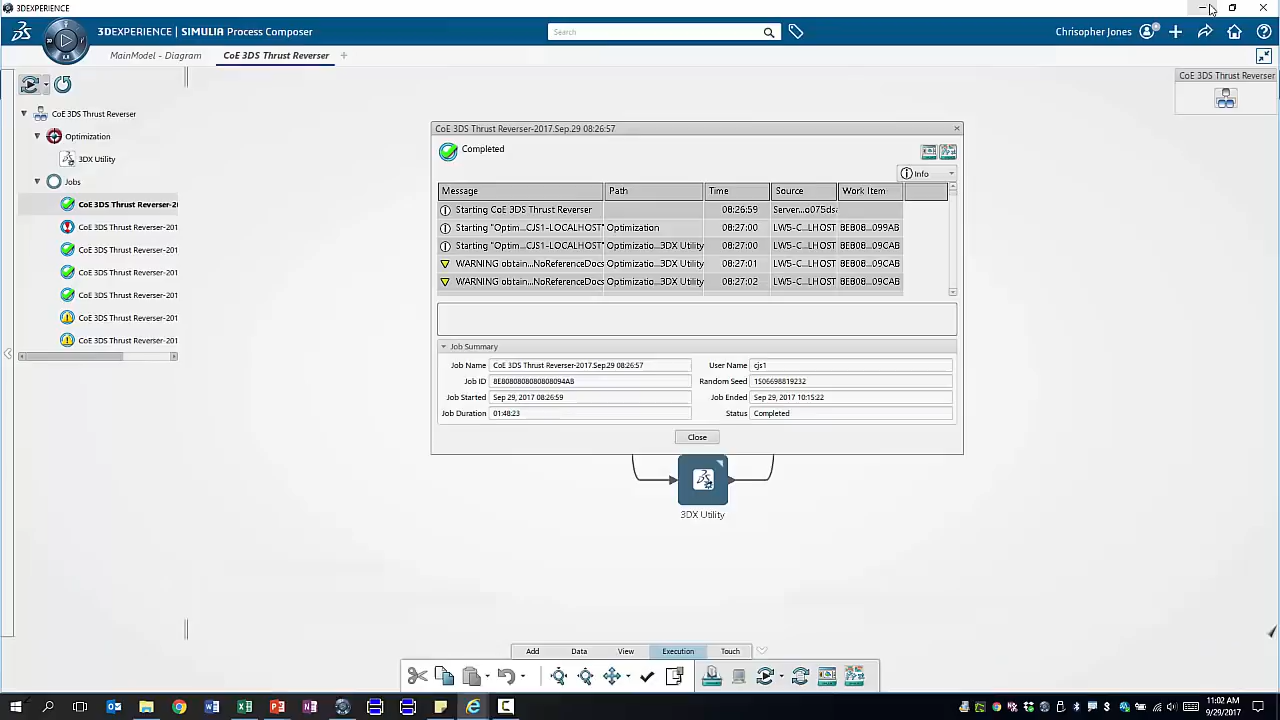 3DEXPERIENCE
3DEXPERIENCE | SIMULIA Process Composer
Search
Chrisopher Jones
MainModel - Diagram
CoE 3DS Thrust Reverser
CoE 3DS Thrust Reverser
CoE 3DS Thrust Reverser
Optimization
3DX Utility
Jobs
CoE 3DS Thrust Reverser-2
CoE 3DS Thrust Reverser-201
CoE 3DS Thrust Reverser-201
CoE 3DS Thrust Reverser-201
CoE 3DS Thrust Reverser-201
CoE 3DS Thrust Reverser-201
CoE 3DS Thrust Reverser-201
CoE 3DS Thrust Reverser-2017.Sep.29 08:26:57
Completed
Info
Message Path Time Source Work Item
Starting CoE 3DS Thrust Reverser 08:26:59 Server...o075ds
Starting "Optim...CJS1-LOCALHOST" Optimization 08:27:00 LW5-C...LHOST 8E808...099AB
Starting "Optim...CJS1-LOCALHOST" Optimizatio...3DX Utility 08:27:00 LW5-C...LHOST 8E808...09CAB
WARNING obtain...NoReferenceDocs Optimizatio...3DX Utility 08:27:01 LW5-C...LHOST 8E808...09CAB
WARNING obtain...NoReferenceDocs Optimizatio...3DX Utility 08:27:02 LW5-C...LHOST 8E808...09CAB
Job Summary
Job Name CoE 3DS Thrust Reverser-2017.Sep.29 08:26:57 User Name cjs1
Job ID 8E8080808080808094AB Random Seed 1506698819232
Job Started Sep 29, 2017 08:26:59 Job Ended Sep 29, 2017 10:15:22
Job Duration 01:48:23 Status Completed
Close
3DX Utility
Add Data View Execution Touch
11:02 AM
9/29/2017